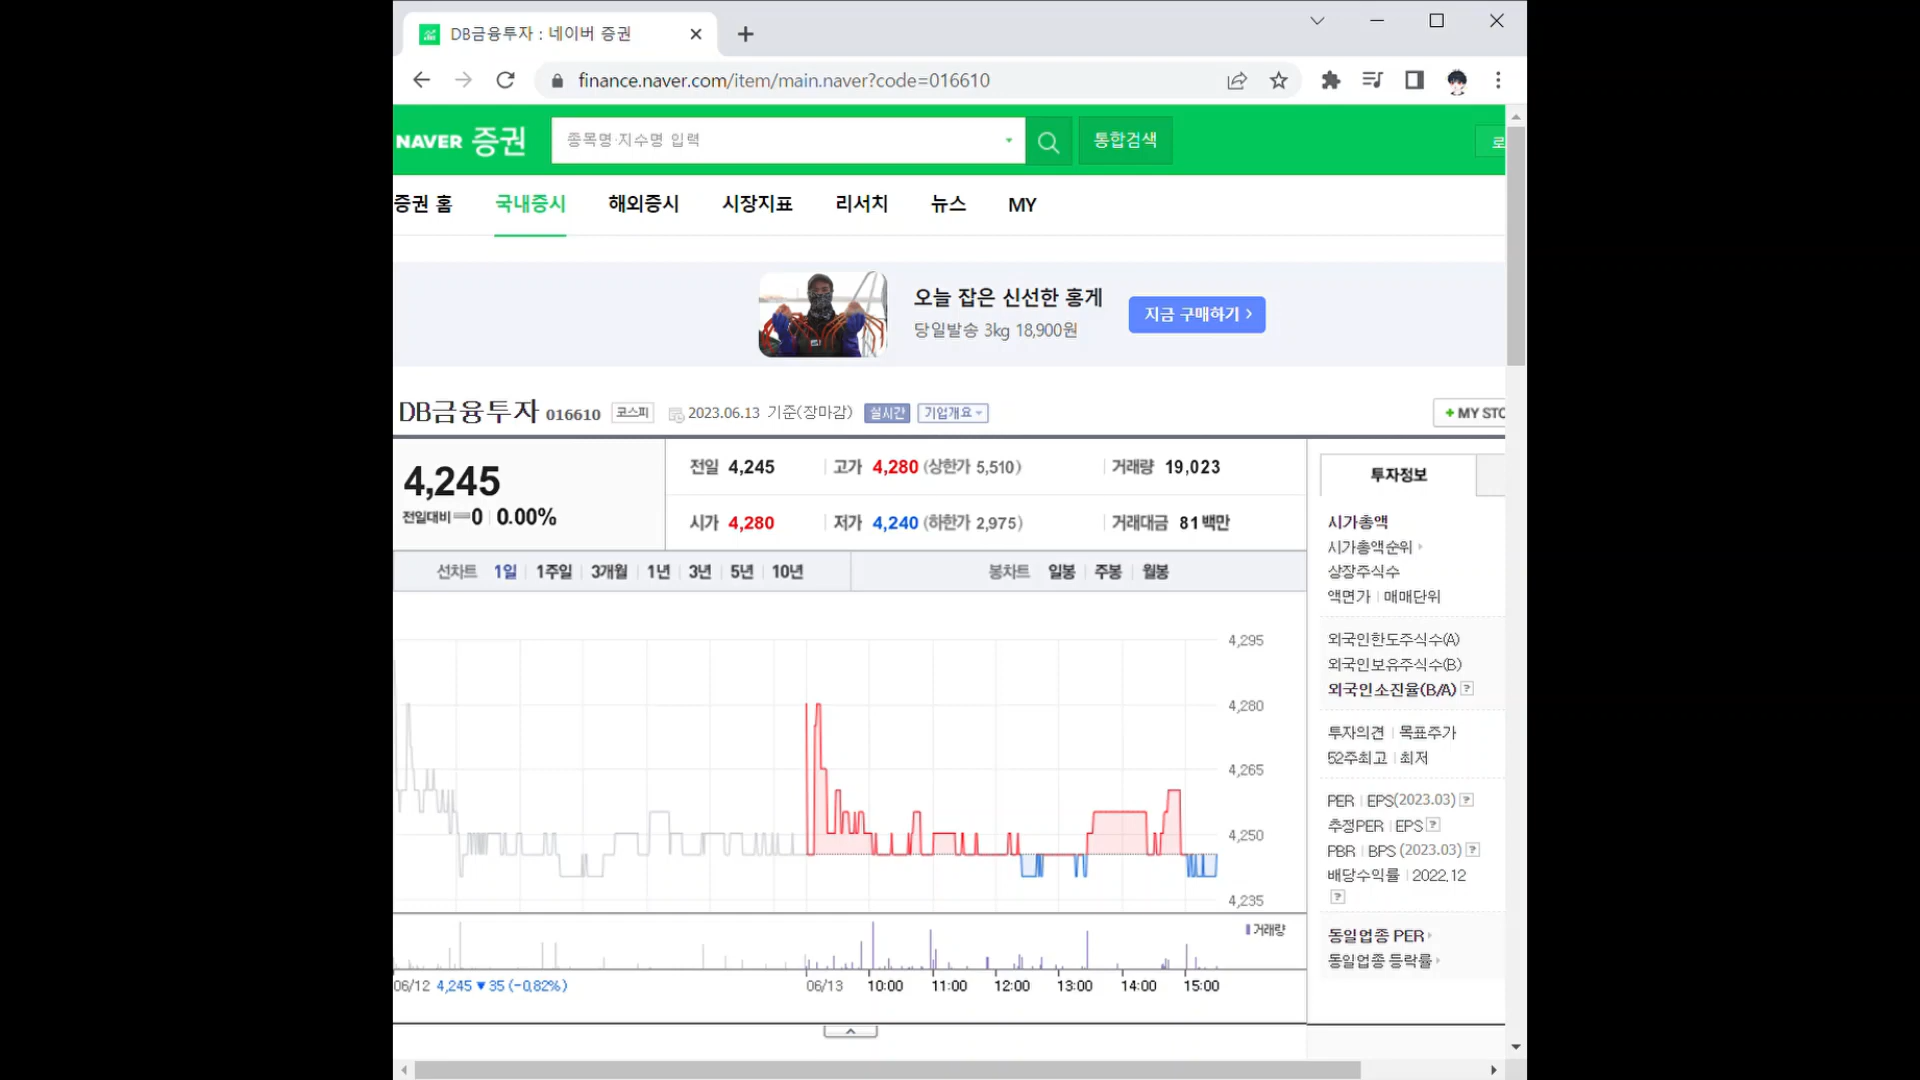 DB금융투자 : 네이버 증권
finance.naver.com/item/main.naver?code=016610
NAVER 증권
종목명·지수명 입력
통합검색
로
증권 홈 국내증시 해외증시 시장지표 리서치 뉴스 MY
오늘 잡은 신선한 홍게
당일발송 3kg 18,900원
지금 구매하기 ›
DB금융투자 016610 코스피 2023.06.13 기준(장마감) 실시간 기업개요
+ MY STO
4,245
전일대비 0 0.00%
전일 4,245 고가 4,280 (상한가 5,510) 거래량 19,023
시가 4,280 저가 4,240 (하한가 2,975) 거래대금 81 백만
선차트 1일 1주일 3개월 1년 3년 5년 10년 봉차트 일봉 주봉 월봉
4,295
4,280
4,265
4,250
4,235
거래량
06/12 4,245 ▼ 35 (-0.82%) 06/13 10:00 11:00 12:00 13:00 14:00 15:00
투자정보
시가총액
시가총액순위
상장주식수
액면가 | 매매단위
외국인한도주식수(A)
외국인보유주식수(B)
외국인소진율(B/A) ?
투자의견 | 목표주가
52주최고 | 최저
PER | EPS(2023.03) ?
추정PER | EPS ?
PBR | BPS (2023.03) ?
배당수익률 | 2022.12
?
동일업종 PER
동일업종 등락률